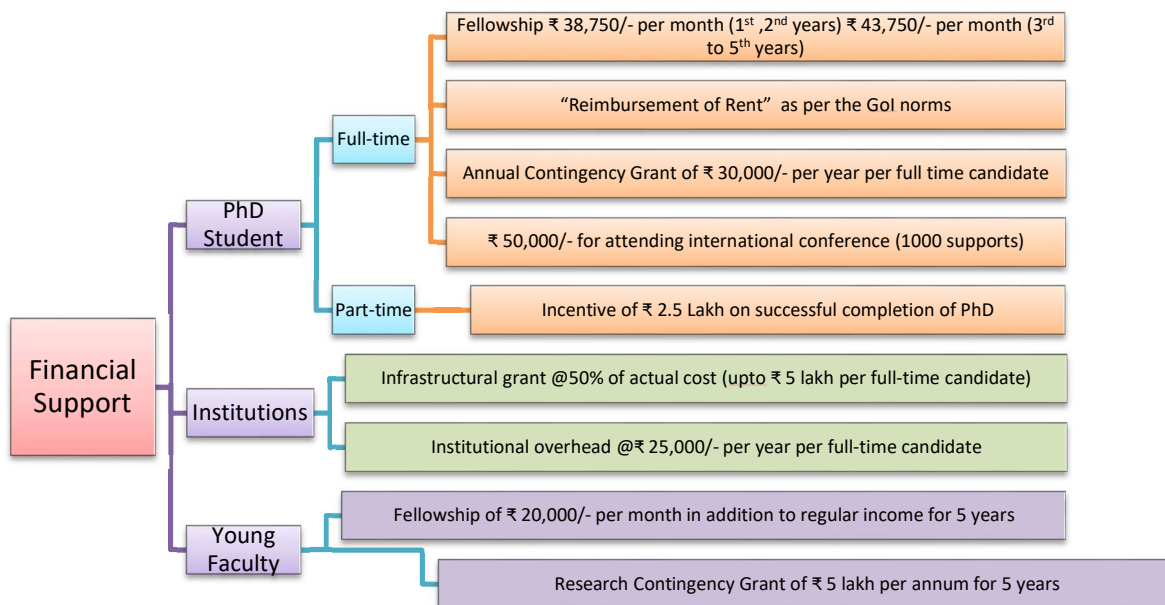 Financial
Support
PhD
Student
Full-time
Fellowship ₹ 38,750/- per month (1st ,2nd years) ₹ 43,750/- per month (3rd
to 5th years)
“Reimbursement of Rent” as per the GoI norms
Annual Contingency Grant of ₹ 30,000/- per year per full time candidate
₹ 50,000/- for attending international conference (1000 supports)
Part-time
Incentive of ₹ 2.5 Lakh on successful completion of PhD
Institutions
Infrastructural grant @50% of actual cost (upto ₹ 5 lakh per full-time candidate)
Institutional overhead @₹ 25,000/- per year per full-time candidate
Young
Faculty
Fellowship of ₹ 20,000/- per month in addition to regular income for 5 years
Research Contingency Grant of ₹ 5 lakh per annum for 5 years